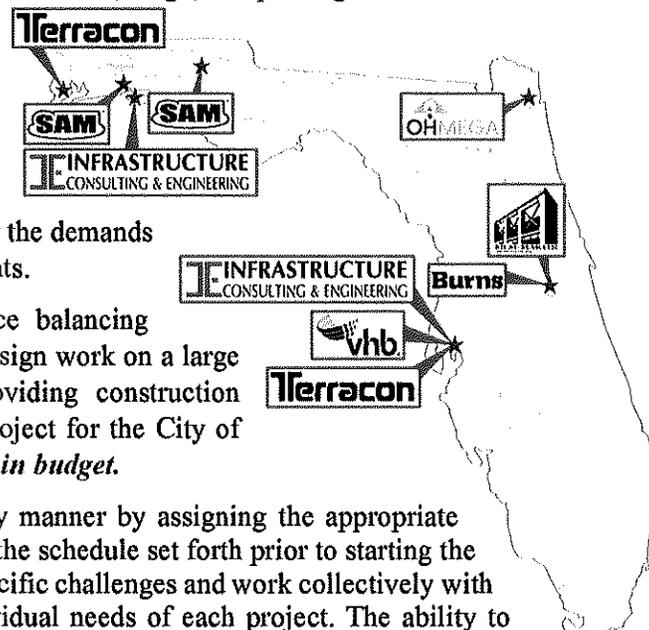 Terracon
SAM
SAM
INFRASTRUCTURE
CONSULTING & ENGINEERING
OHMEGA
the demands
INFRASTRUCTURE
CONSULTING & ENGINEERING
Burns
ce balancing
vhb.
sign work on a large
Terracon
oviding construction
oject for the City of
in budget.
y manner by assigning the appropriate
the schedule set forth prior to starting the
cific challenges and work collectively with
vidual needs of each project. The ability to